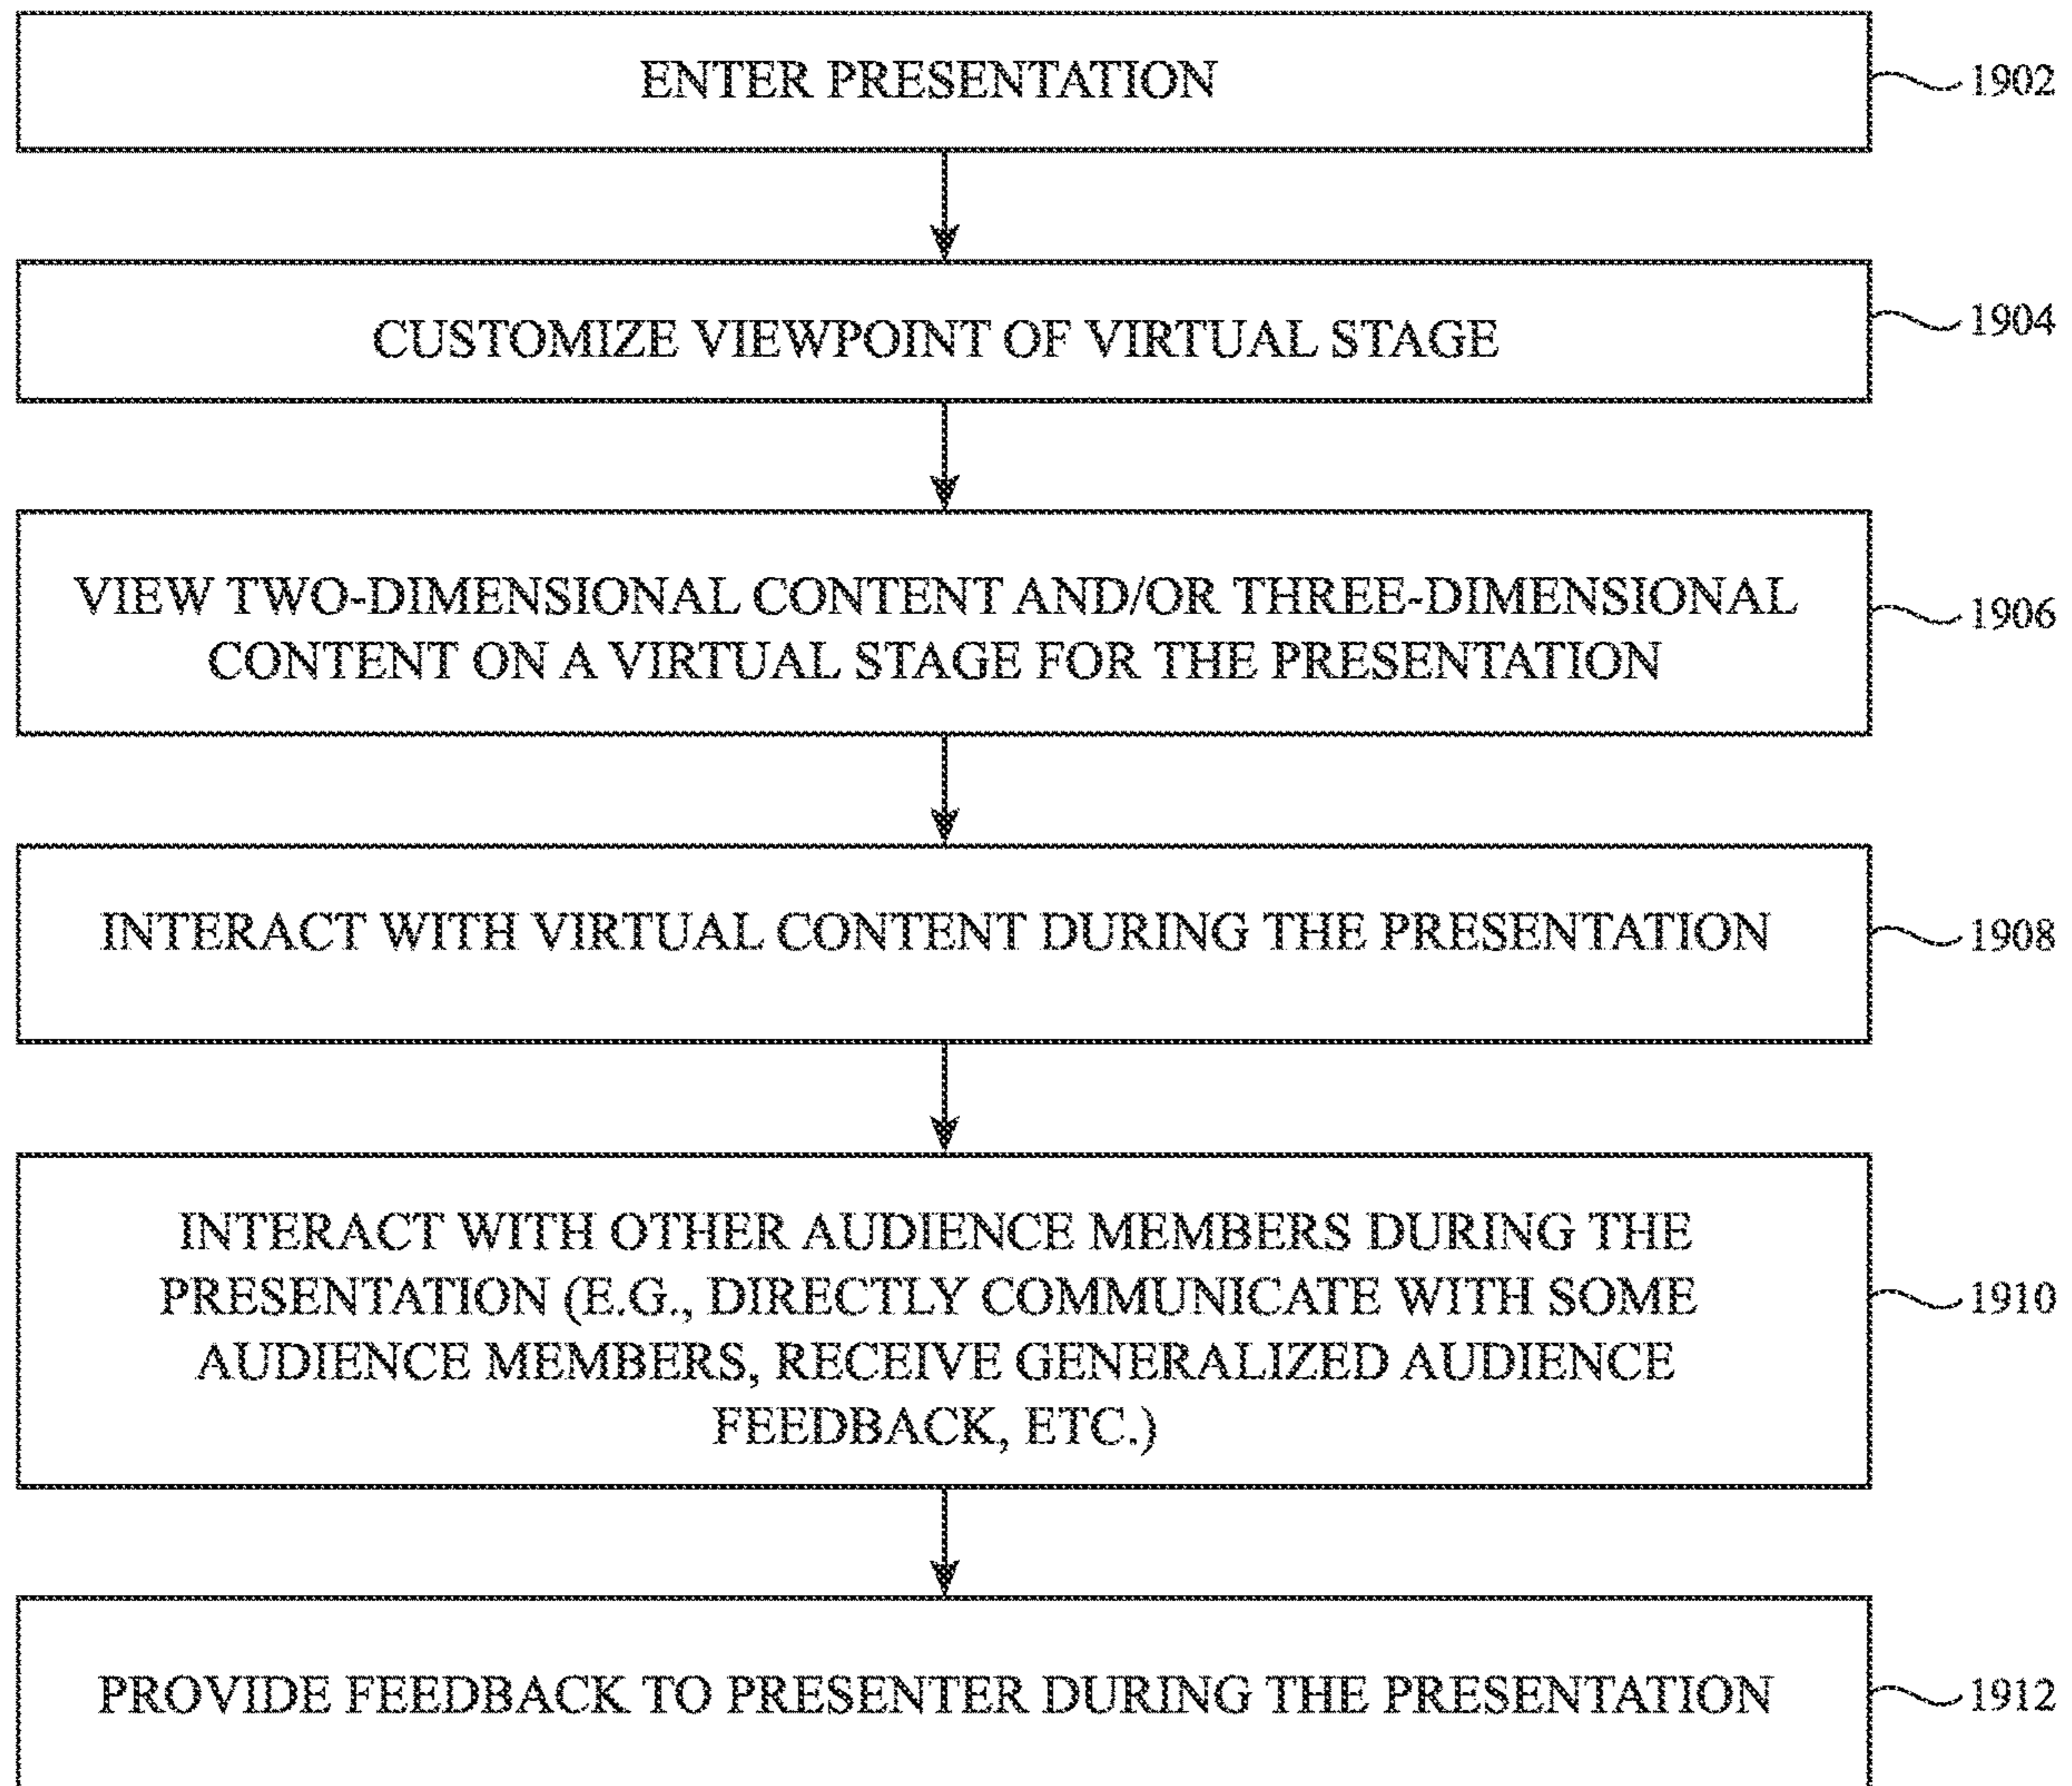 ENTER PRESENTATION
1902
CUSTOMIZE VIEWPOINT OF VIRTUAL STAGE
1904
VIEW TWO-DIMENSIONAL CONTENT AND/OR THREE-DIMENSIONAL
CONTENT ON A VIRTUAL STAGE FOR THE PRESENTATION
1906
INTERACT WITH VIRTUAL CONTENT DURING THE PRESENTATION
1908
INTERACT WITH OTHER AUDIENCE MEMBERS DURING THE
PRESENTATION (E.G., DIRECTLY COMMUNICATE WITH SOME
AUDIENCE MEMBERS, RECEIVE GENERALIZED AUDIENCE
FEEDBACK, ETC.)
1910
PROVIDE FEEDBACK TO PRESENTER DURING THE PRESENTATION
1912